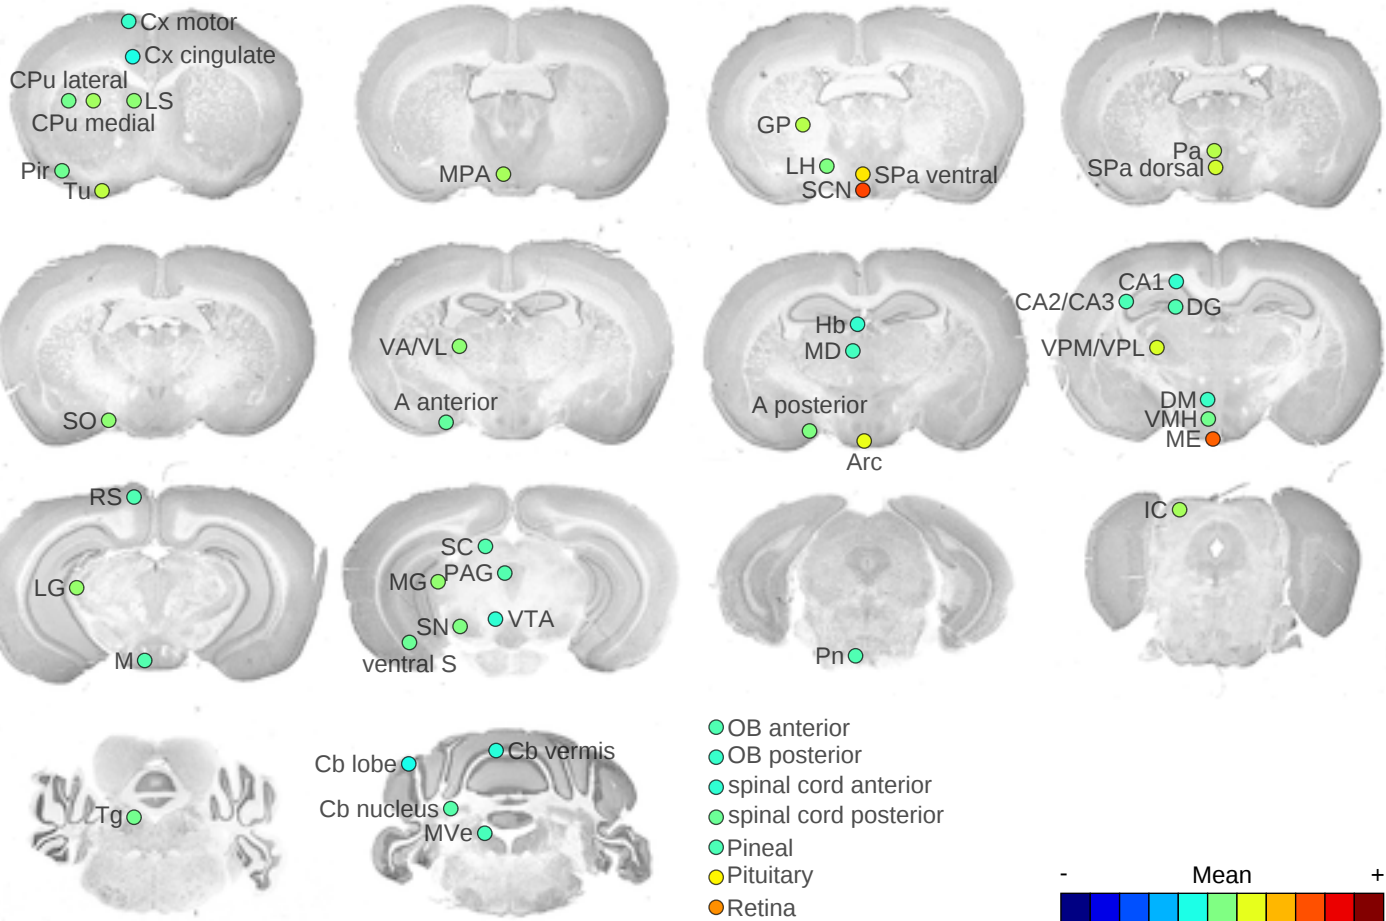 Cx motor
Cx cingulate
CPu lateral
LS
CPu medial
Pir
Tu
MPA
GP
LH
SPa ventral
SCN
Pa
SPa dorsal
SO
VA/VL
A anterior
Hb
MD
A posterior
Arc
CA1
CA2/CA3
DG
VPM/VPL
DM
VMH
ME
RS
LG
M
SC
MG
PAG
SN
VTA
ventral S
Pn
IC
Tg
Cb lobe
Cb vermis
Cb nucleus
MVe
OB anterior
OB posterior
spinal cord anterior
spinal cord posterior
Pineal
Pituitary
Retina
- Mean +